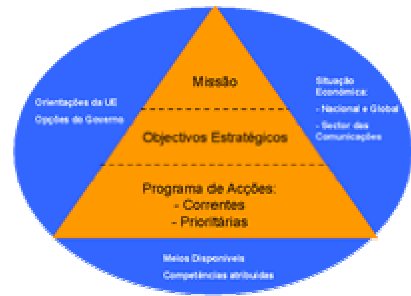 Missão
Situação
Económica:
- Nacional e Global
- Sector das
Comunicações
Orientações da UE
Opções do Governo
Objectivos Estratégicos
Programa de Acções:
- Correntes
- Prioritárias
Meios Disponíveis
Competências atribuídas